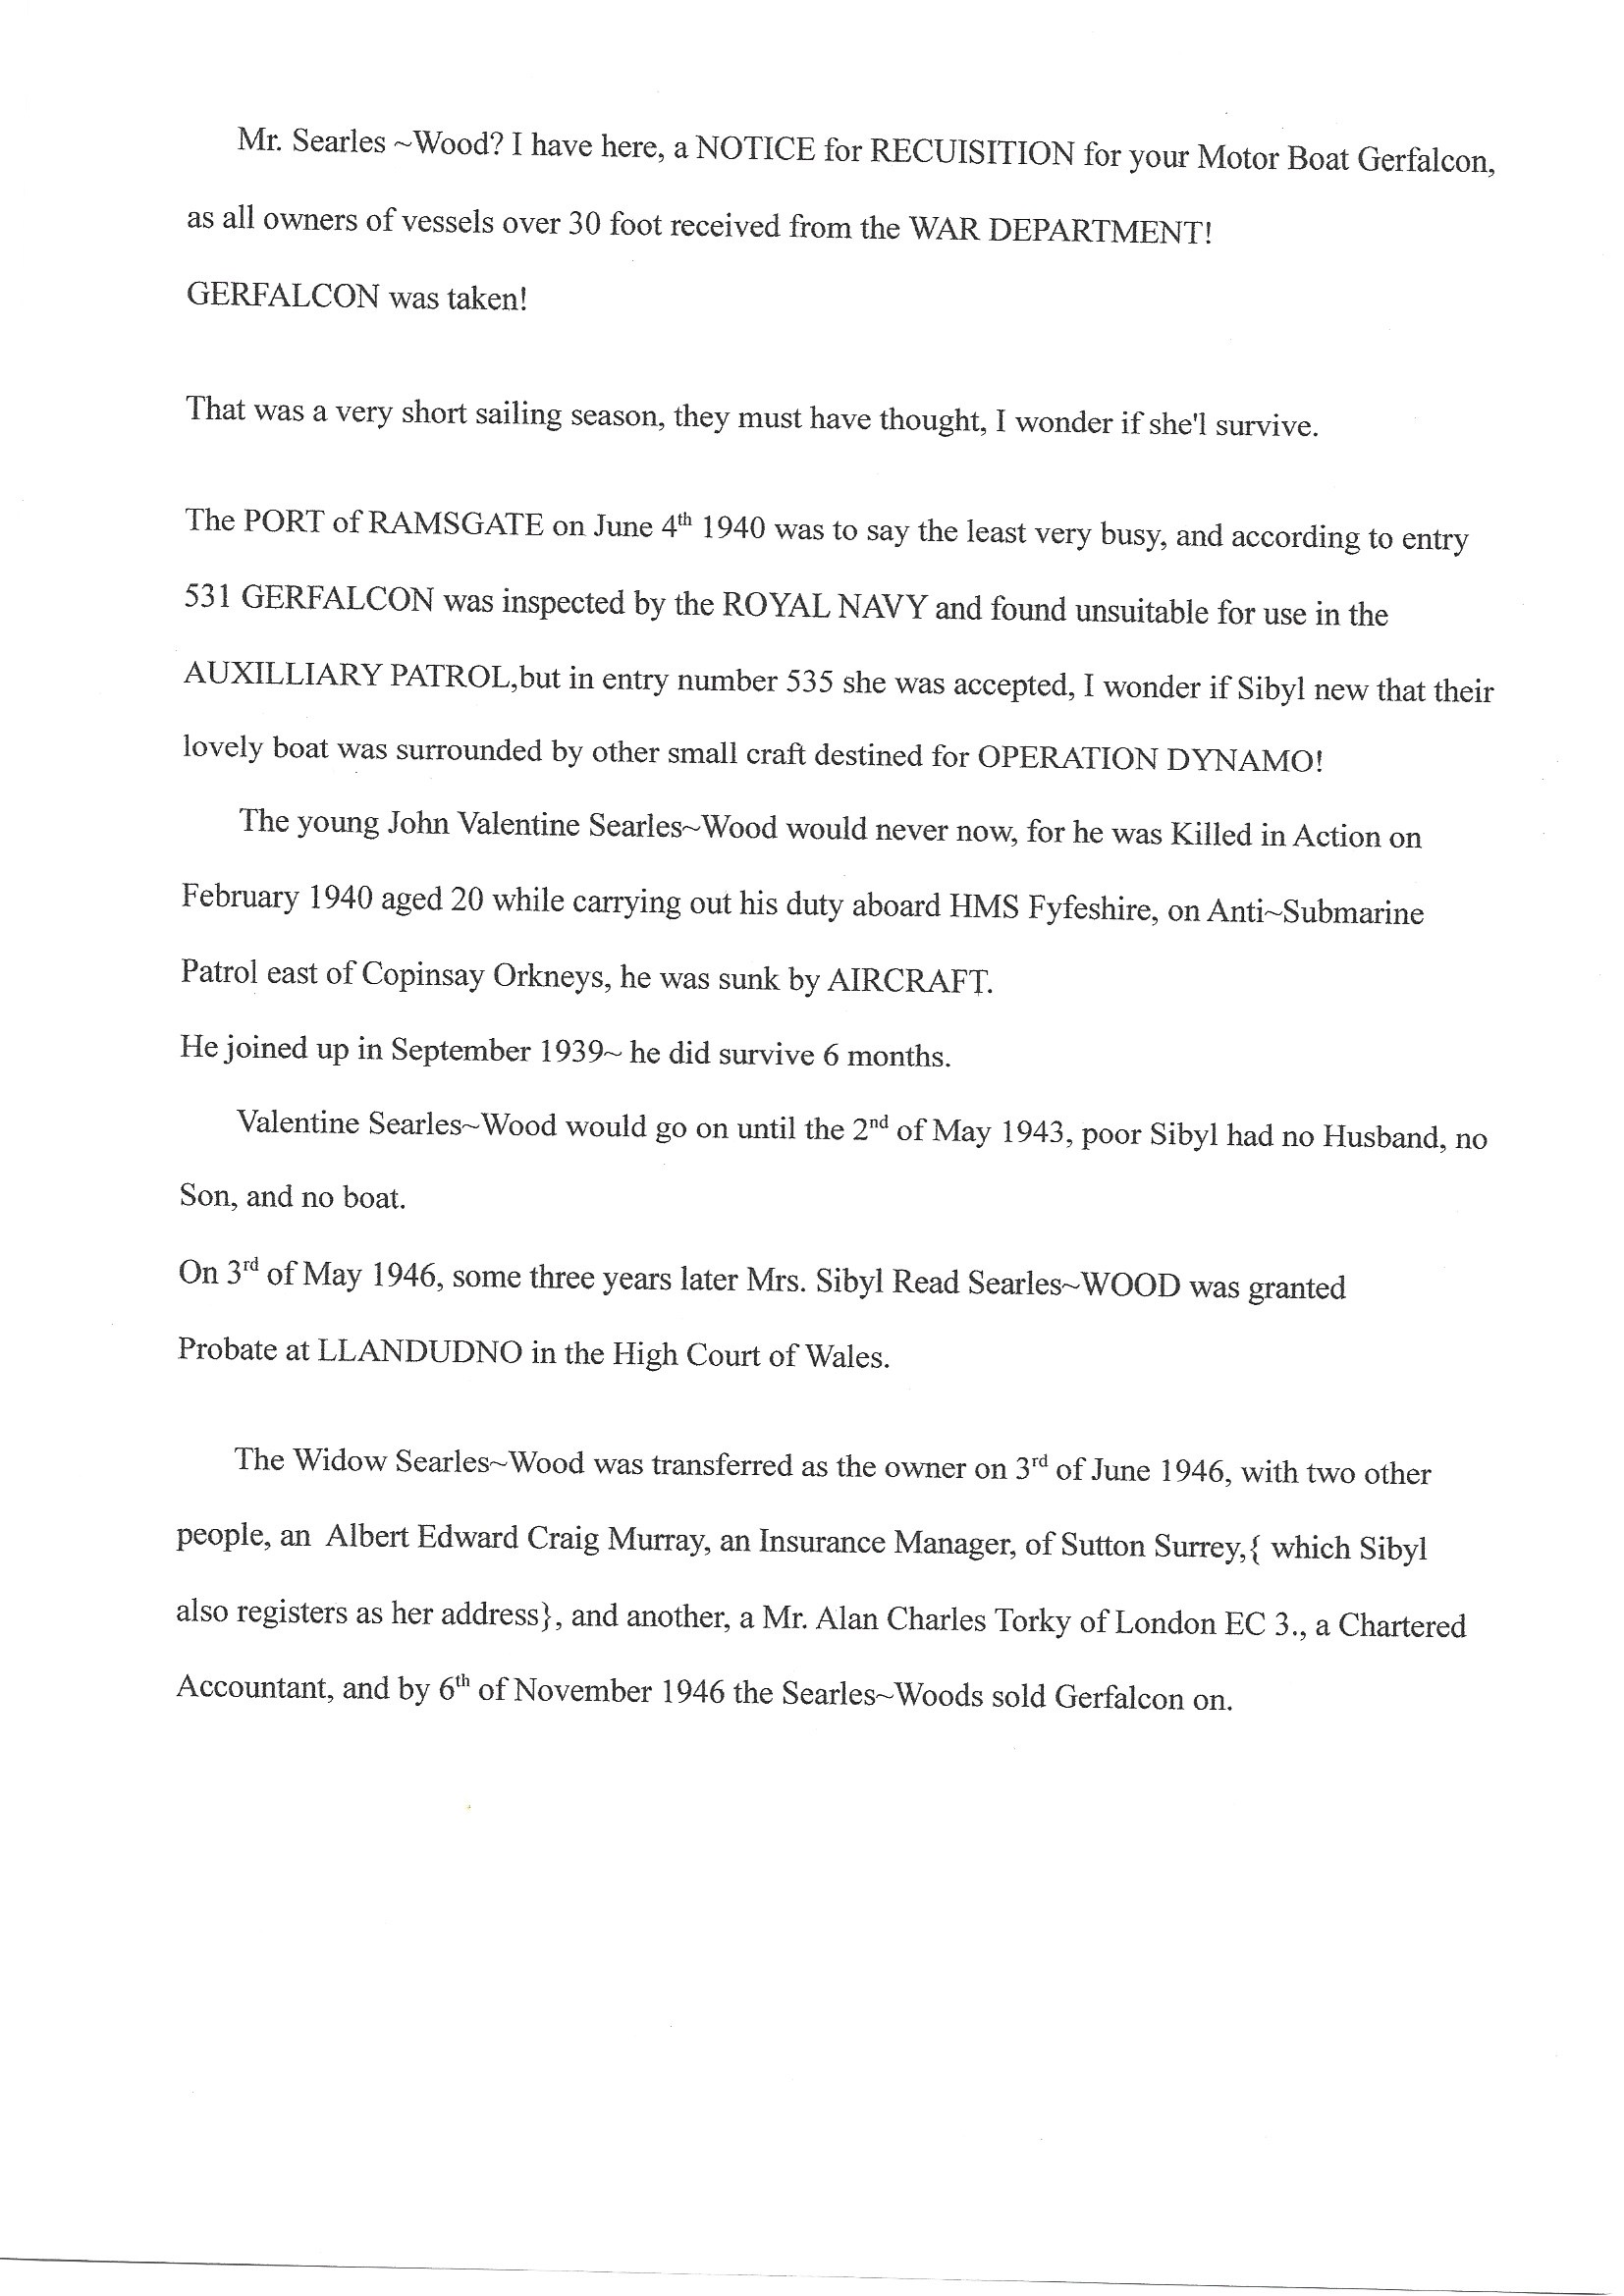 Mr. Searles ~Wood? I have here, a NOTICE for RECUISITION for your Motor Boat Gerfalcon,
as all owners of vessels over 30 foot received from the WAR DEPARTMENT!
GERFALCON was taken!
That was a very short sailing season, they must have thought, I wonder if she'l survive.
The PORT of RAMSGATE on June 4th 1940 was to say the least very busy, and according to entry
531 GERFALCON was inspected by the ROYAL NAVY and found unsuitable for use in the
AUXILLIARY PATROL,but in entry number 535 she was accepted, I wonder if Sibyl new that their
lovely boat was surrounded by other small craft destined for OPERATION DYNAMO!
The young John Valentine Searles~Wood would never now, for he was Killed in Action on
February 1940 aged 20 while carrying out his duty aboard HMS Fyfeshire, on Anti~Submarine
Patrol east of Copinsay Orkneys, he was sunk by AIRCRAFT.
He joined up in September 1939~ he did survive 6 months.
Valentine Searles~Wood would go on until the 2nd of May 1943, poor Sibyl had no Husband, no
Son, and no boat.
On 3rd of May 1946, some three years later Mrs. Sibyl Read Searles~WOOD was granted
Probate at LLANDUDNO in the High Court of Wales.
The Widow Searles~Wood was transferred as the owner on 3rd of June 1946, with two other
people, an Albert Edward Craig Murray, an Insurance Manager, of Sutton Surrey,{ which Sibyl
also registers as her address}, and another, a Mr. Alan Charles Torky of London EC 3., a Chartered
Accountant, and by 6th of November 1946 the Searles~Woods sold Gerfalcon on.